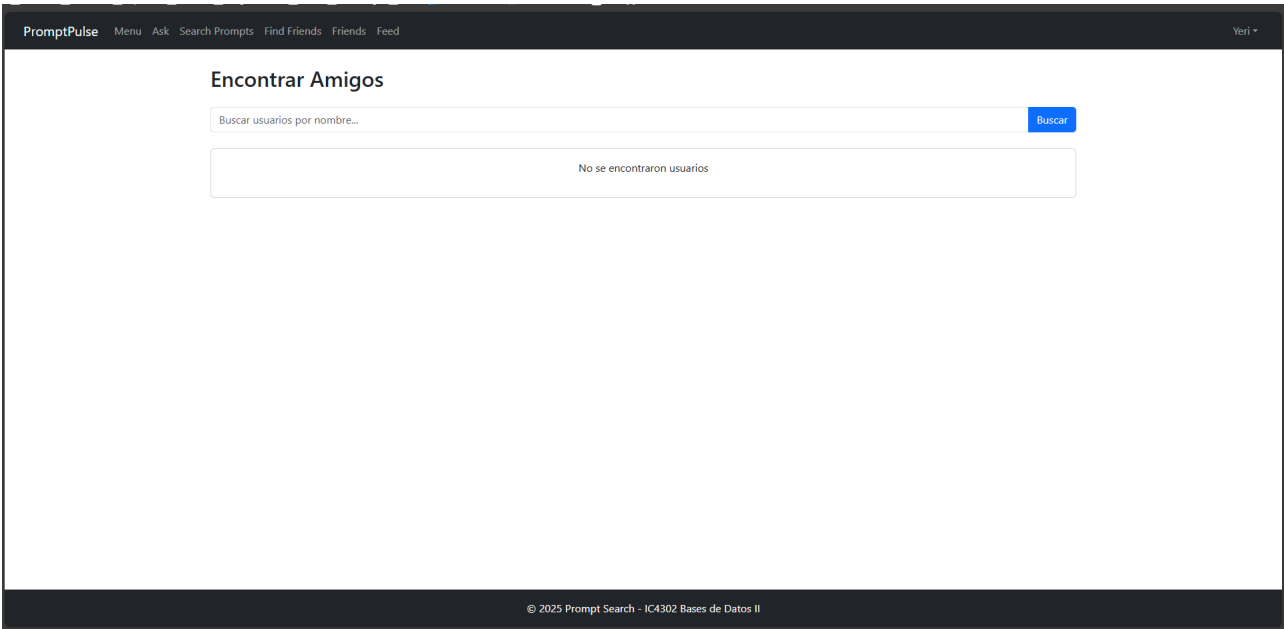 PromptPulse Menu Ask Search Prompts Find Friends Friends Feed Yeri
Encontrar Amigos
Buscar usuarios por nombre... Buscar
No se encontraron usuarios
© 2025 Prompt Search - IC4302 Bases de Datos II